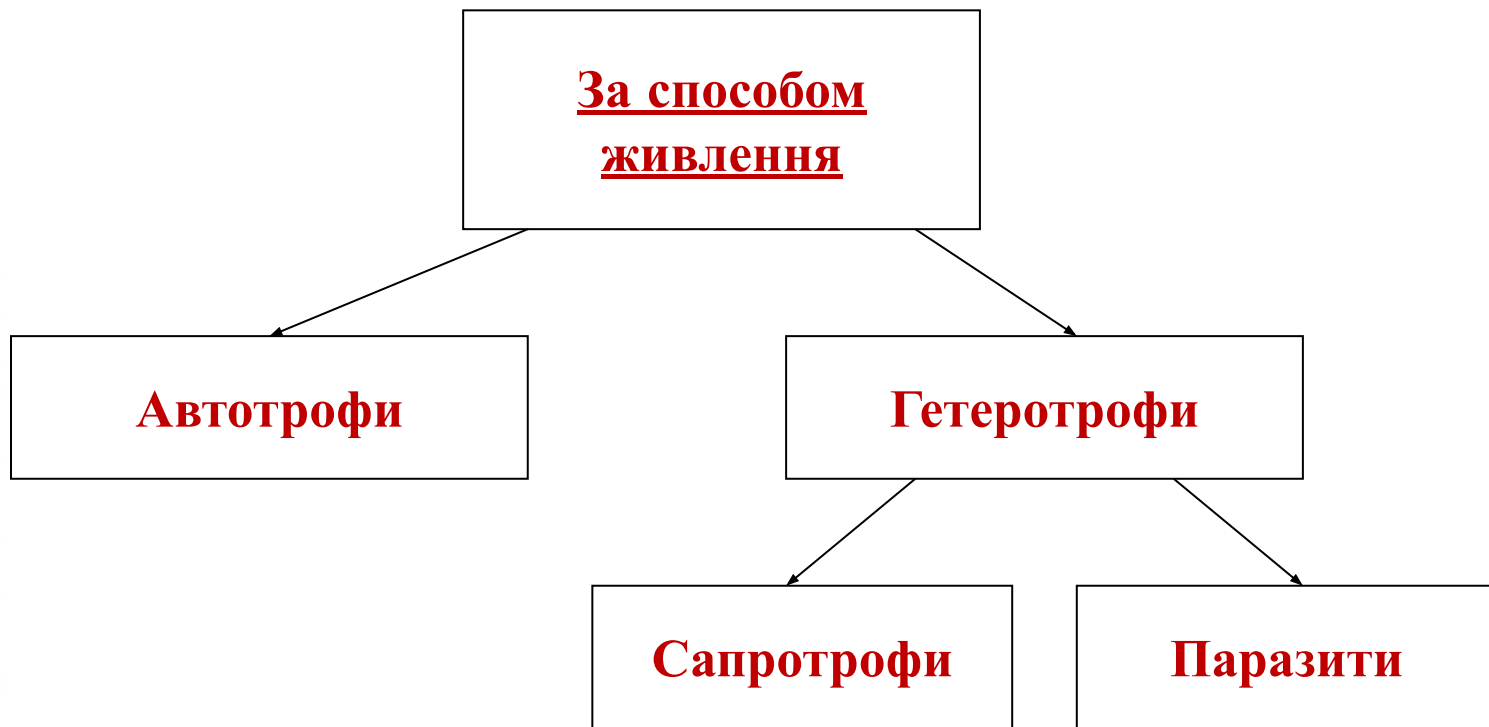 За способом
живлення
Автотрофи
Гетеротрофи
Сапротрофи
Паразити